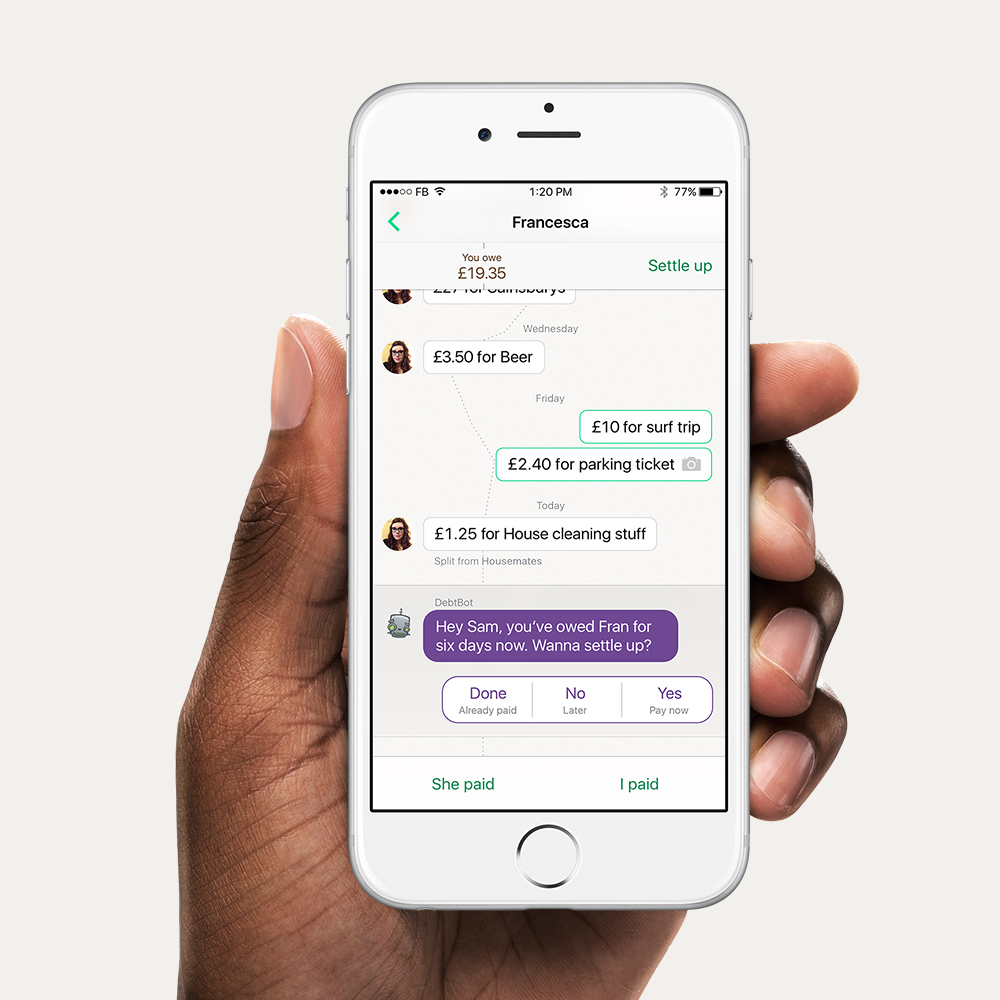 FB
1:20 PM
77%
Francesca
You owe
£19.35
Settle up
£27 for Sainsburys
Wednesday
£3.50 for Beer
Friday
£10 for surf trip
£2.40 for parking ticket
Today
£1.25 for House cleaning stuff
Split from Housemates
DebtBot
Hey Sam, you’ve owed Fran for
six days now. Wanna settle up?
Done
Already paid
No
Later
Yes
Pay now
She paid
I paid